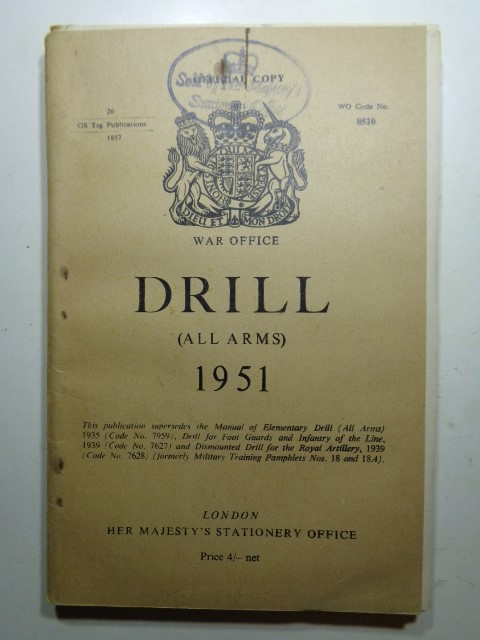 OFFICIAL COPY
26
GS Trg Publications
1857
WO Code No.
8510
DIEU ET MON DROIT
WAR OFFICE
DRILL
(ALL ARMS)
1951
This publication supersedes the Manual of Elementary Drill (All Arms)
1935 (Code No. 7959), Drill for Foot Guards and Infantry of the Line,
1939 (Code No. 7627) and Dismounted Drill for the Royal Artillery, 1939
(Code No. 7628) (formerly Military Training Pamphlets Nos. 18 and 18A).
LONDON
HER MAJESTY'S STATIONERY OFFICE
Price 4/– net